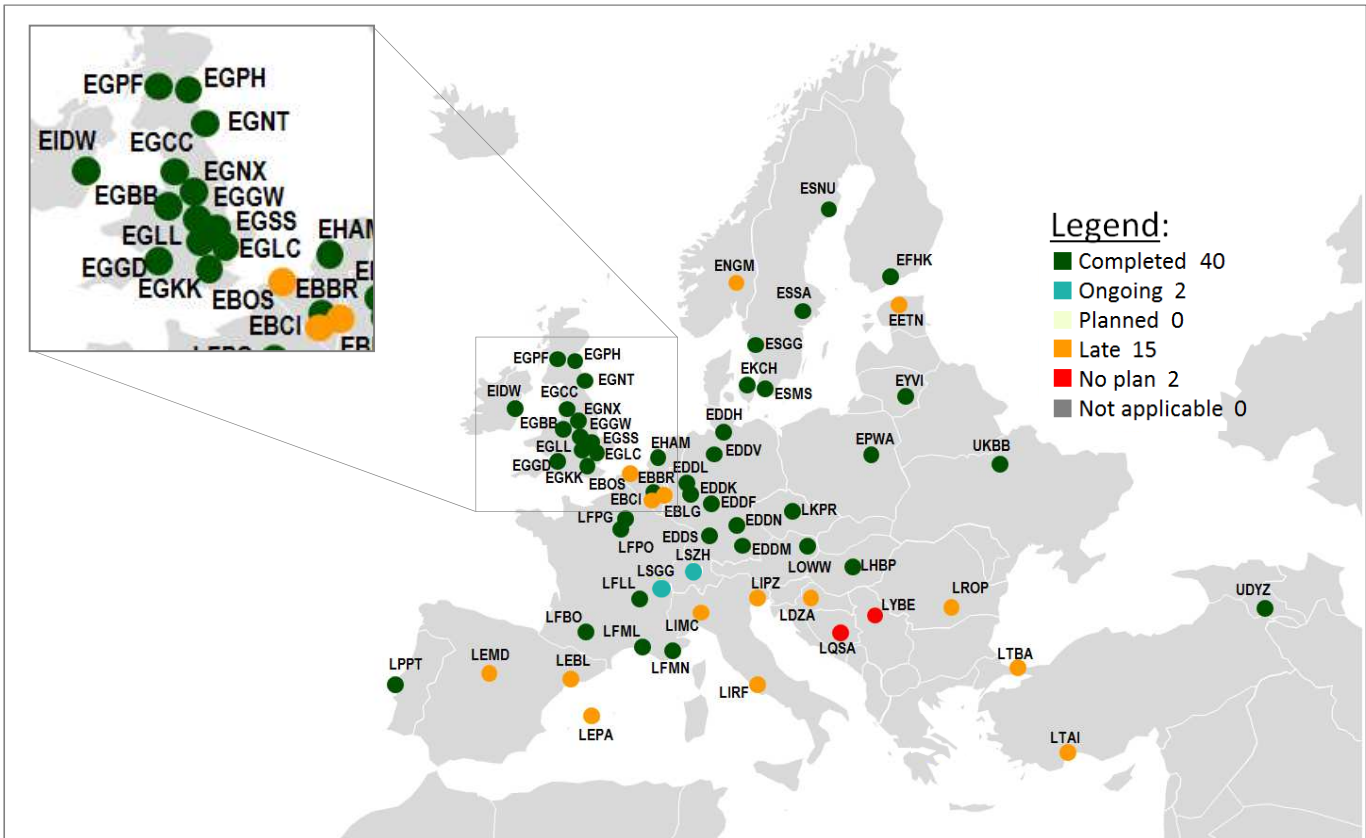 EGPF
EGPH
EGNT
EIDW
EGCC
EGNX
EGBB
EGGW
EGSS
EGLL
EGLC
EHAM
EGGD
EGKK
EBOS
EBBR
EBCI
ESNU
Legend:
Completed 40
Ongoing 2
Planned 0
Late 15
No plan 2
Not applicable 0
ENGM
EFHK
ESSA
EETN
ESGG
EGPF
EGPH
EKCH
ESMS
EGNT
EYVI
EIDW
EGCC
EGNX
EDDH
EGBB
EGGW
EGSS
EGLL
EGLC
EHAM
EDDV
EPWA
UKBB
EGGD
EGKK
EBOS
EBBR
EDDL
EBCI
EDDK
EBLG
EDDF
LFPG
EDDN
LKPR
LFPO
EDDS
EDDM
LSZH
LOWW
LHBP
LSGG
LFLL
LIPZ
LDZA
LYBE
LROP
UDYZ
LFBO
LFML
LIMC
LQSA
LFMN
LPPT
LEMD
LEBL
LTBA
LIRF
LEPA
LTAI